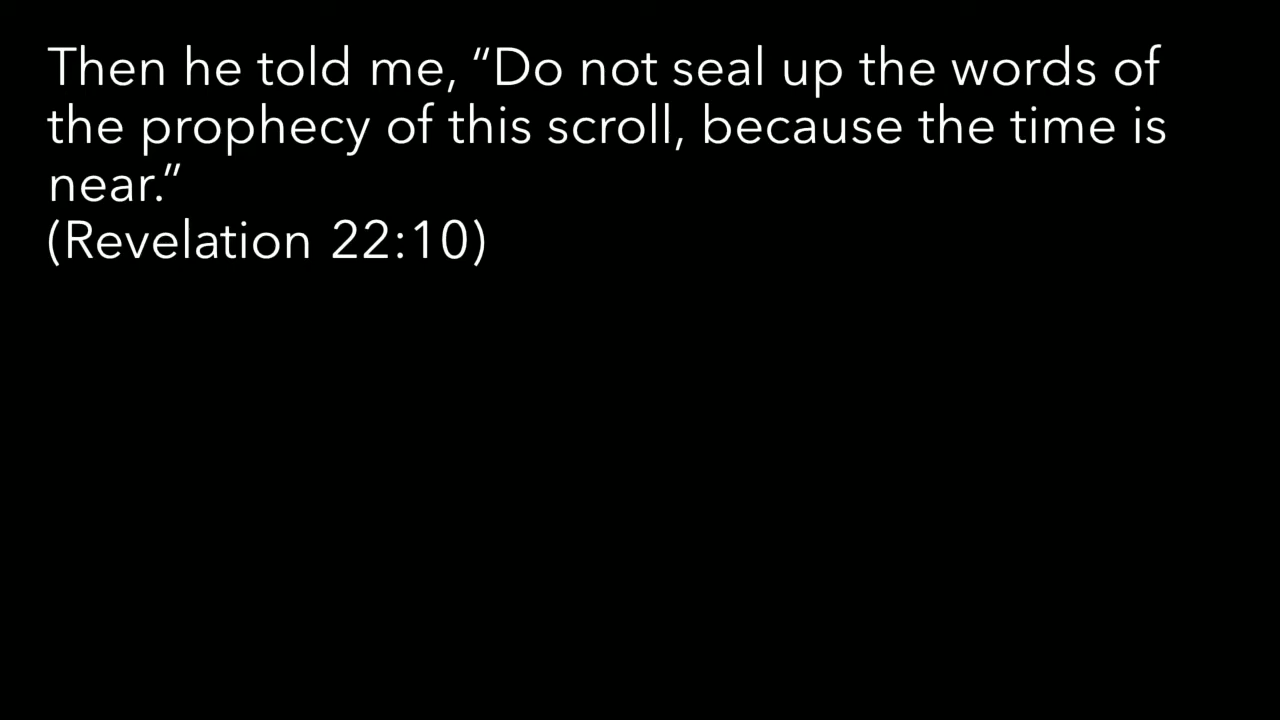 Then he told me, “Do not seal up the words of
the prophecy of this scroll, because the time is
near.”
(Revelation 22:10)